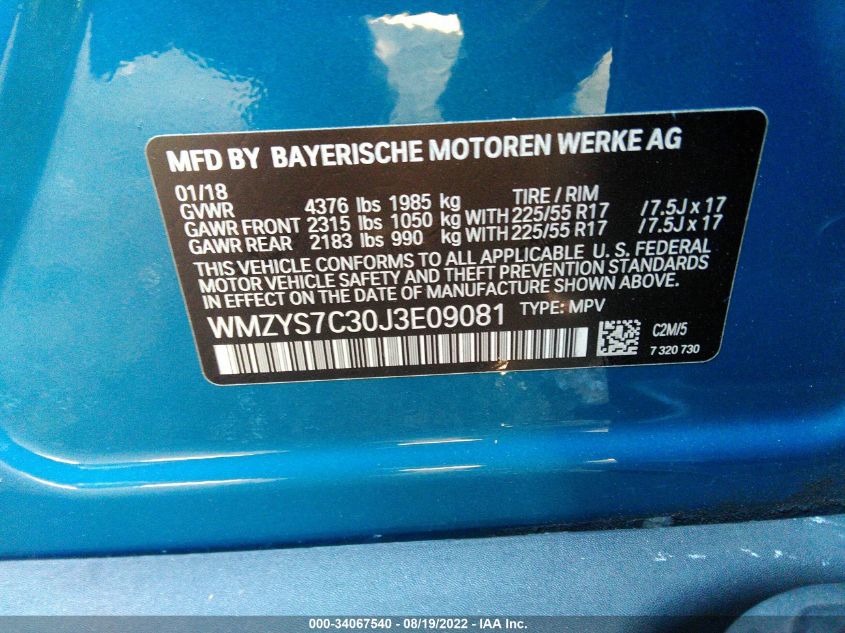 MFD BY BAYERISCHE MOTOREN WERKE AG
01/18 TIRE / RIM
GVWR 4376 lbs 1985 kg
GAWR FRONT 2315 lbs 1050 kg WITH 225/55 R17 /7.5J x 17
GAWR REAR 2183 lbs 990 kg WITH 225/55 R17 /7.5J x 17
THIS VEHICLE CONFORMS TO ALL APPLICABLE U. S. FEDERAL
MOTOR VEHICLE SAFETY AND THEFT PREVENTION STANDARDS
IN EFFECT ON THE DATE OF MANUFACTURE SHOWN ABOVE.
WMZYS7C30J3E09081 TYPE: MPV
C2M/5
7 320 730
000-34067540 - 08/19/2022 - IAA Inc.